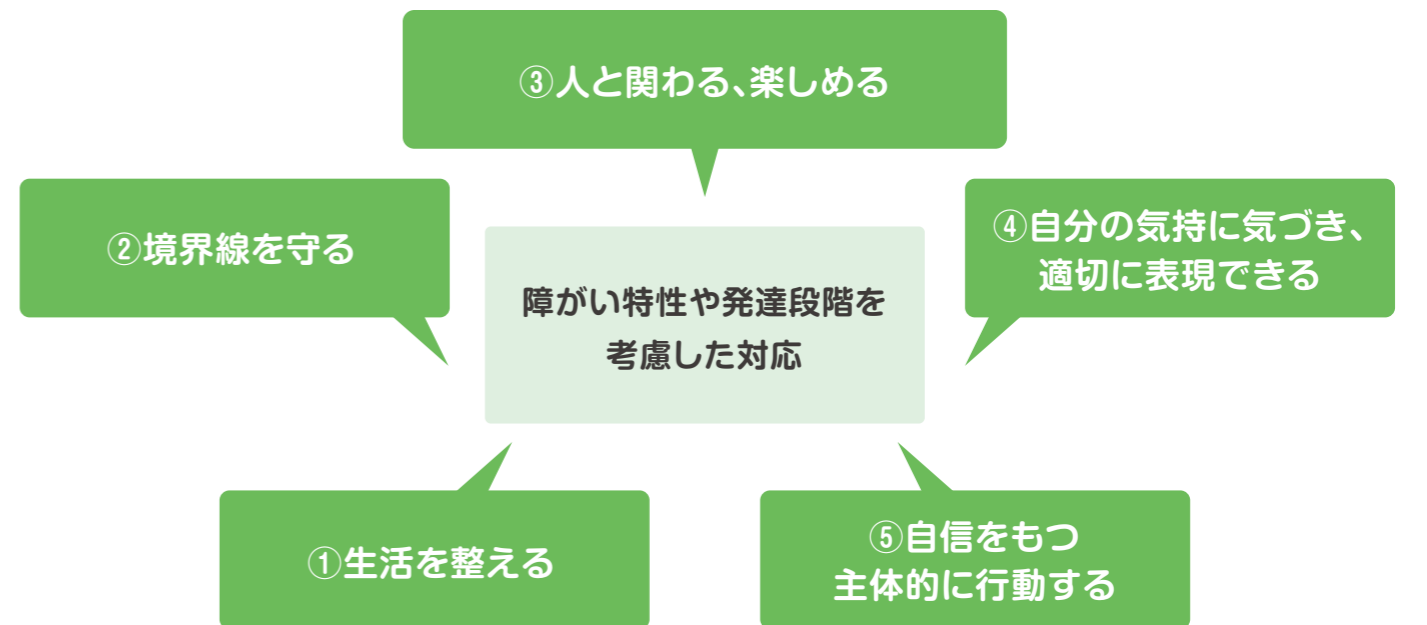 ③人と関わる、楽しめる
②境界線を守る
④自分の気持に気づき、
適切に表現できる
障がい特性や発達段階を
考慮した対応
①生活を整える
⑤自信をもつ
主体的に行動する